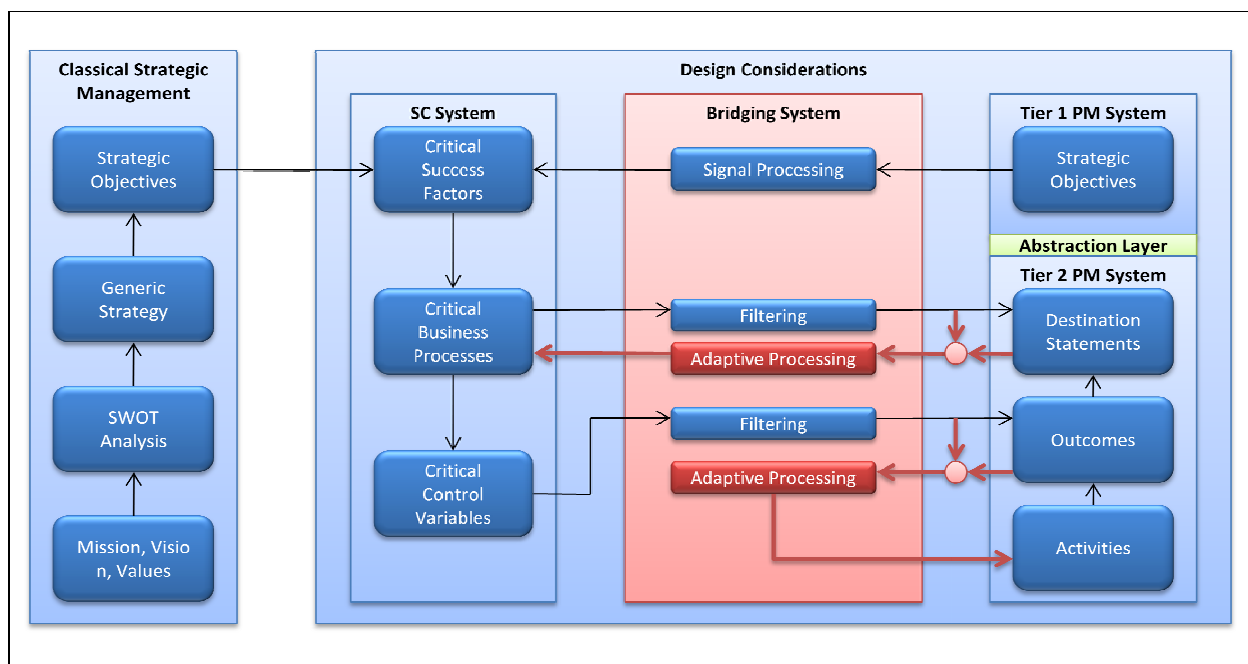 Classical Strategic
Management
Strategic
Objectives
Generic
Strategy
SWOT
Analysis
Mission, Visio
n, Values
Design Considerations
SC System
Critical
Success
Factors
Critical
Business
Processes
Critical
Control
Variables
Bridging System
Signal Processing
Filtering
Adaptive Processing
Filtering
Adaptive Processing
Tier 1 PM System
Strategic
Objectives
Abstraction Layer
Tier 2 PM System
Destination
Statements
Outcomes
Activities